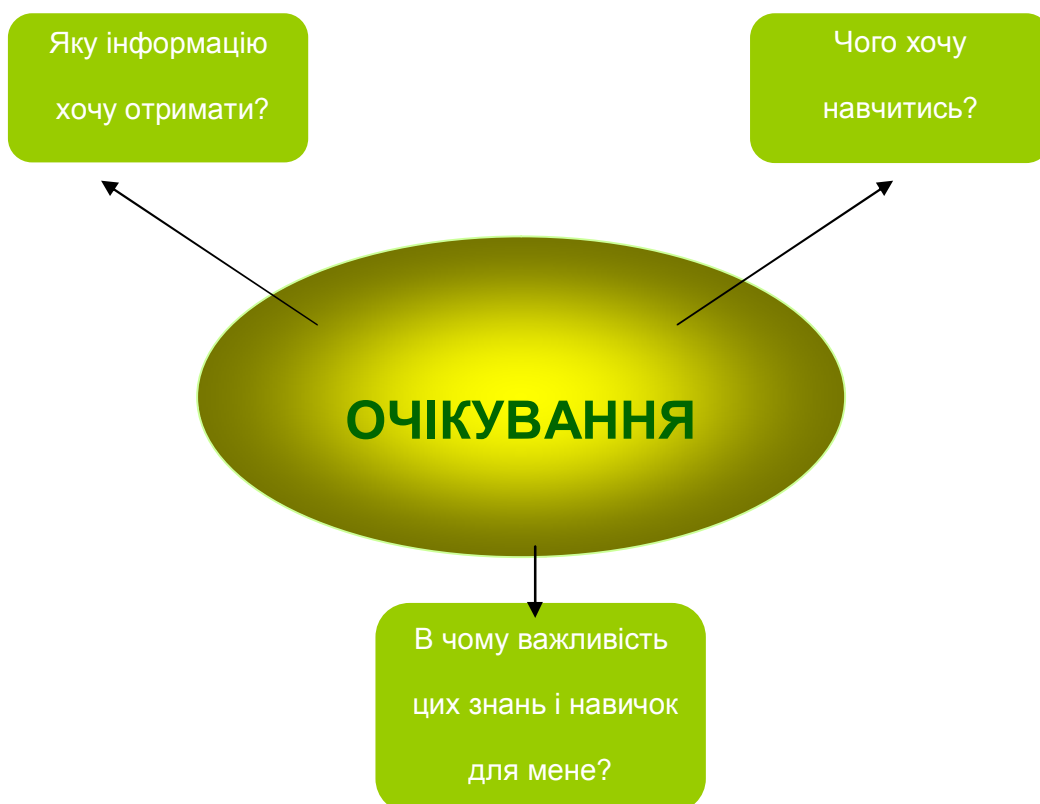 Яку інформацію
хочу отримати?
Чого хочу
навчитись?
ОЧІКУВАННЯ
В чому важливість
цих знань і навичок
для мене?